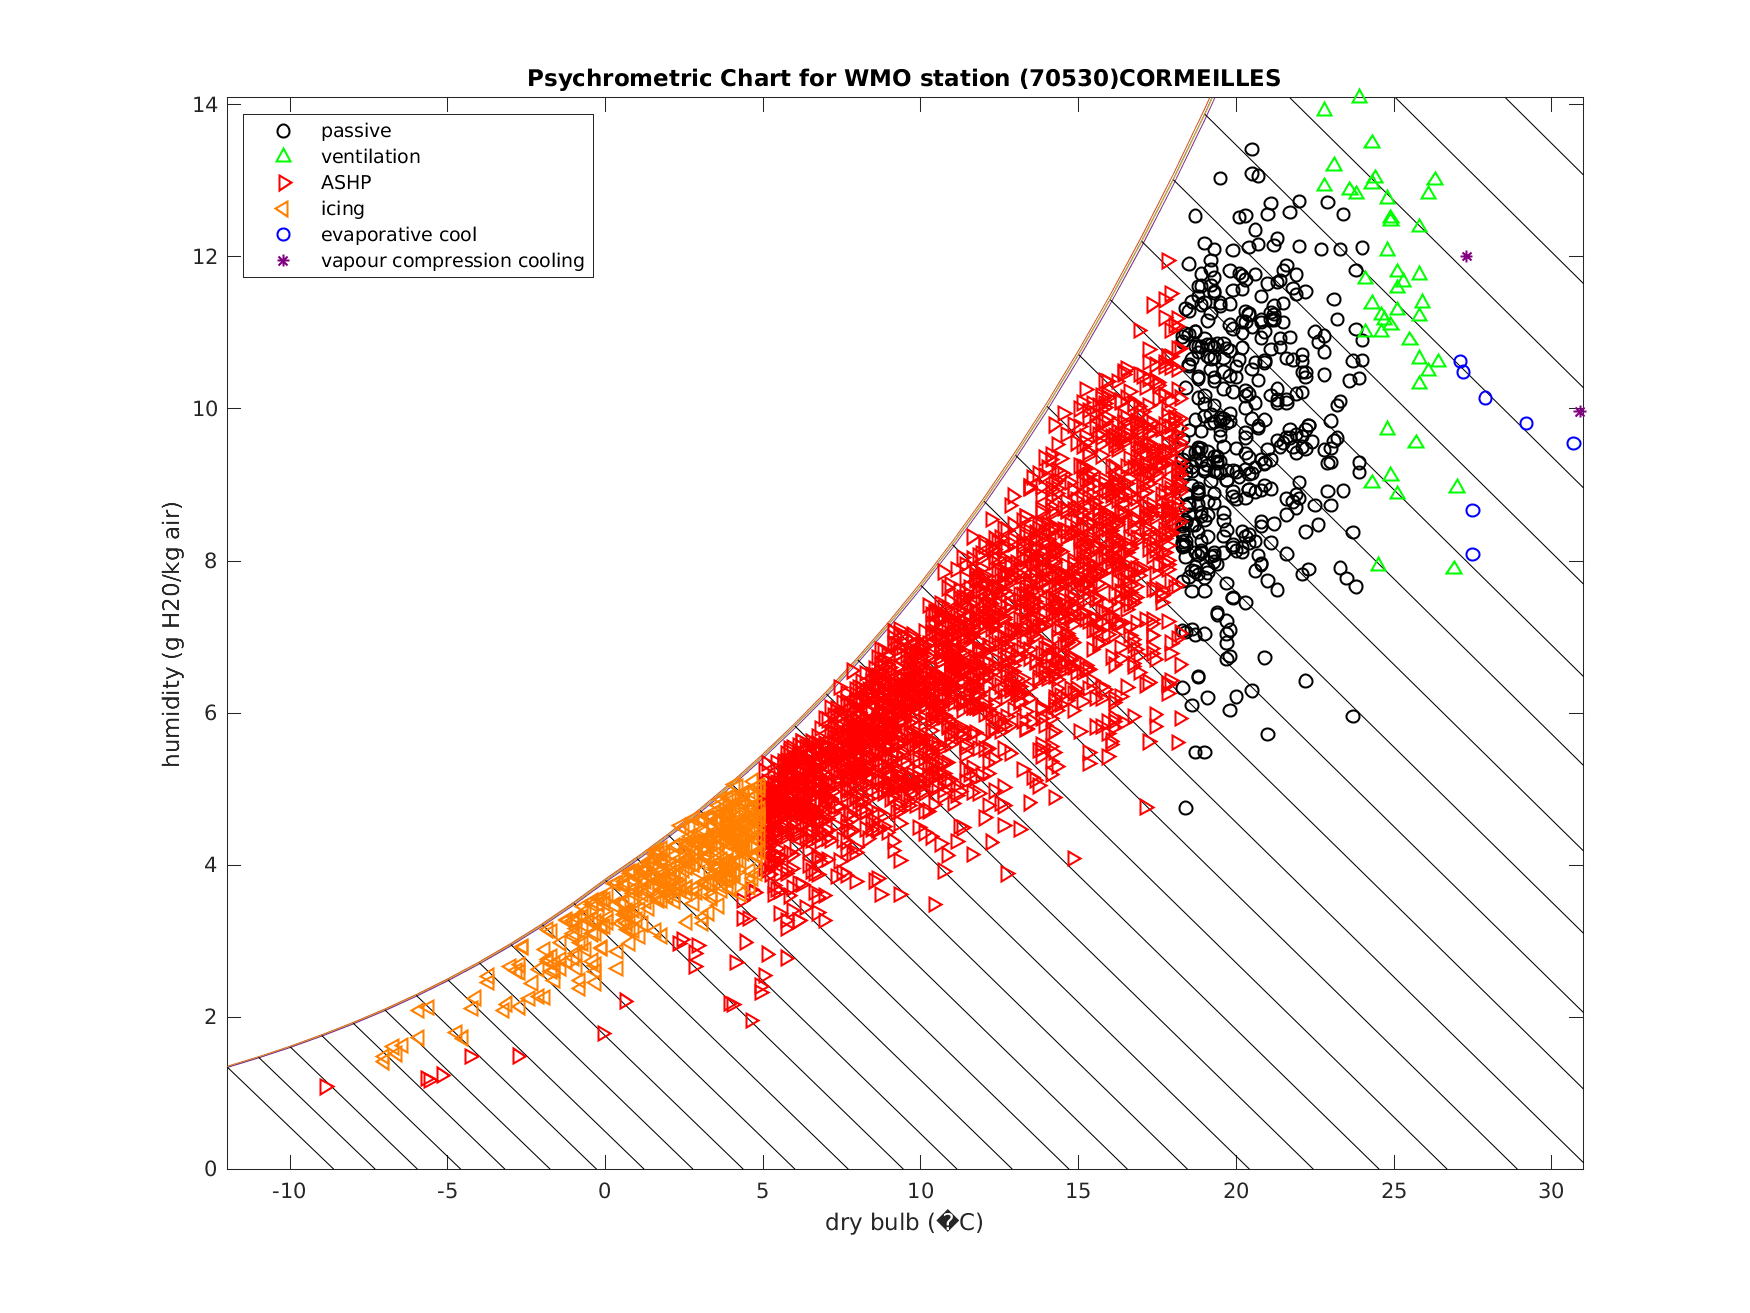 Psychrometric Chart for WMO station (70530)CORMEILLES
passive
ventilation
ASHP
icing
evaporative cool
vapour compression cooling
14
12
10
8
6
4
2
0
humidity (g H20/kg air)
-10 -5 0 5 10 15 20 25 30
dry bulb (�C)